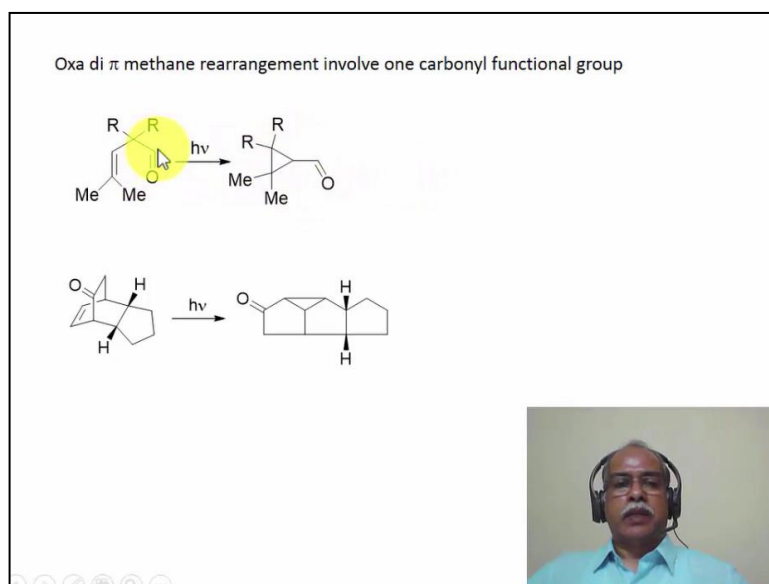 Oxa di π methane rearrangement involve one carbonyl functional group
R R
hν
O
Me Me
R
R
Me
Me
O
O
H
H
hν
O
H
H